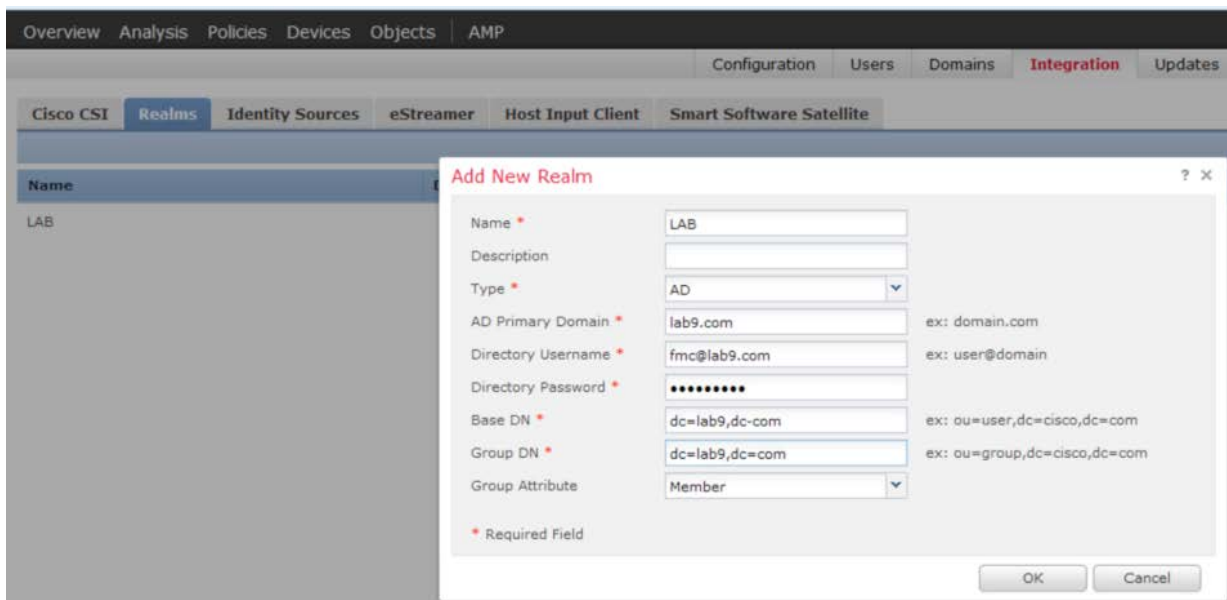 Overview Analysis Policies Devices Objects AMP
Configuration Users Domains Integration Updates
Cisco CSI Realms Identity Sources eStreamer Host Input Client Smart Software Satellite
Name
LAB
Add New Realm ? ×
Name * LAB
Description
Type * AD
AD Primary Domain * lab9.com ex: domain.com
Directory Username * fmc@lab9.com ex: user@domain
Directory Password * •••••••••
Base DN * dc=lab9,dc-com ex: ou=user,dc=cisco,dc=com
Group DN * dc=lab9,dc=com ex: ou=group,dc=cisco,dc=com
Group Attribute Member
* Required Field
OK Cancel